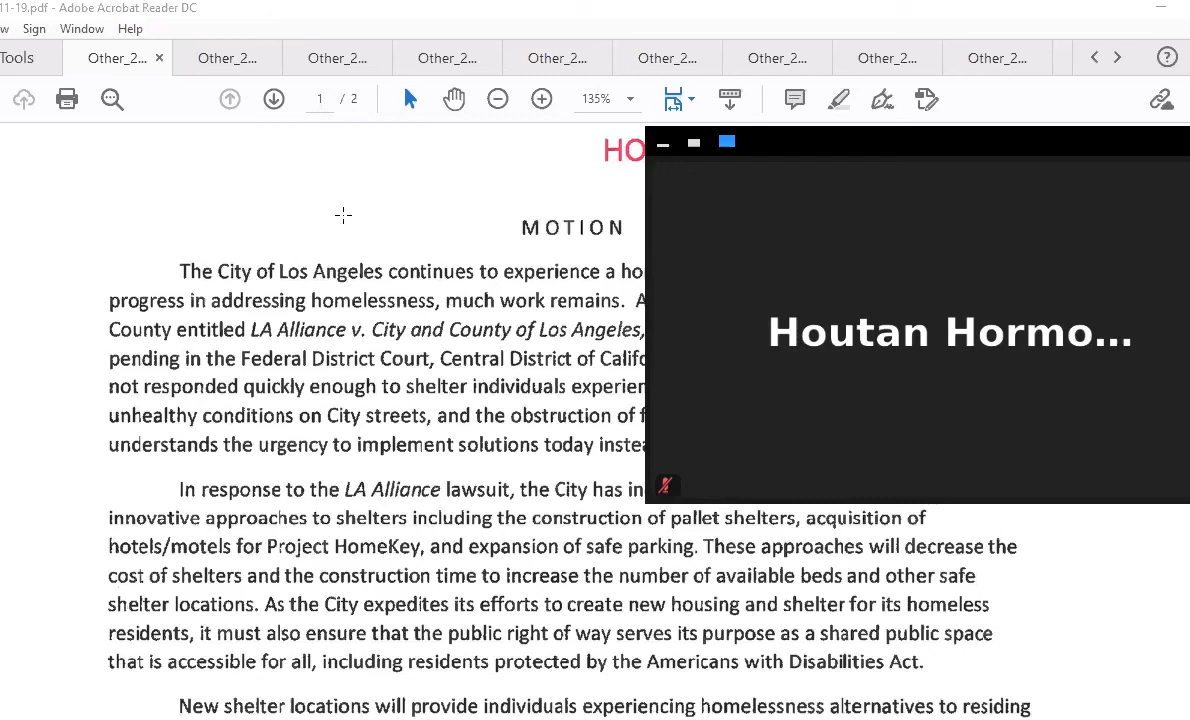 11-19.pdf - Adobe Acrobat Reader DC
w Sign Window Help
Tools Other_2... × Other_2... Other_2... Other_2... Other_2... Other_2... Other_2... Other_2... Other_2...
1 / 2 135%
HO
MOTION
The City of Los Angeles continues to experience a ho
progress in addressing homelessness, much work remains. A
County entitled LA Alliance v. City and County of Los Angeles,
pending in the Federal District Court, Central District of Califo
not responded quickly enough to shelter individuals experien
unhealthy conditions on City streets, and the obstruction of f
understands the urgency to implement solutions today instea
Houtan Hormo...
In response to the LA Alliance lawsuit, the City has in
innovative approaches to shelters including the construction of pallet shelters, acquisition of
hotels/motels for Project HomeKey, and expansion of safe parking. These approaches will decrease the
cost of shelters and the construction time to increase the number of available beds and other safe
shelter locations. As the City expedites its efforts to create new housing and shelter for its homeless
residents, it must also ensure that the public right of way serves its purpose as a shared public space
that is accessible for all, including residents protected by the Americans with Disabilities Act.
New shelter locations will provide individuals experiencing homelessness alternatives to residing